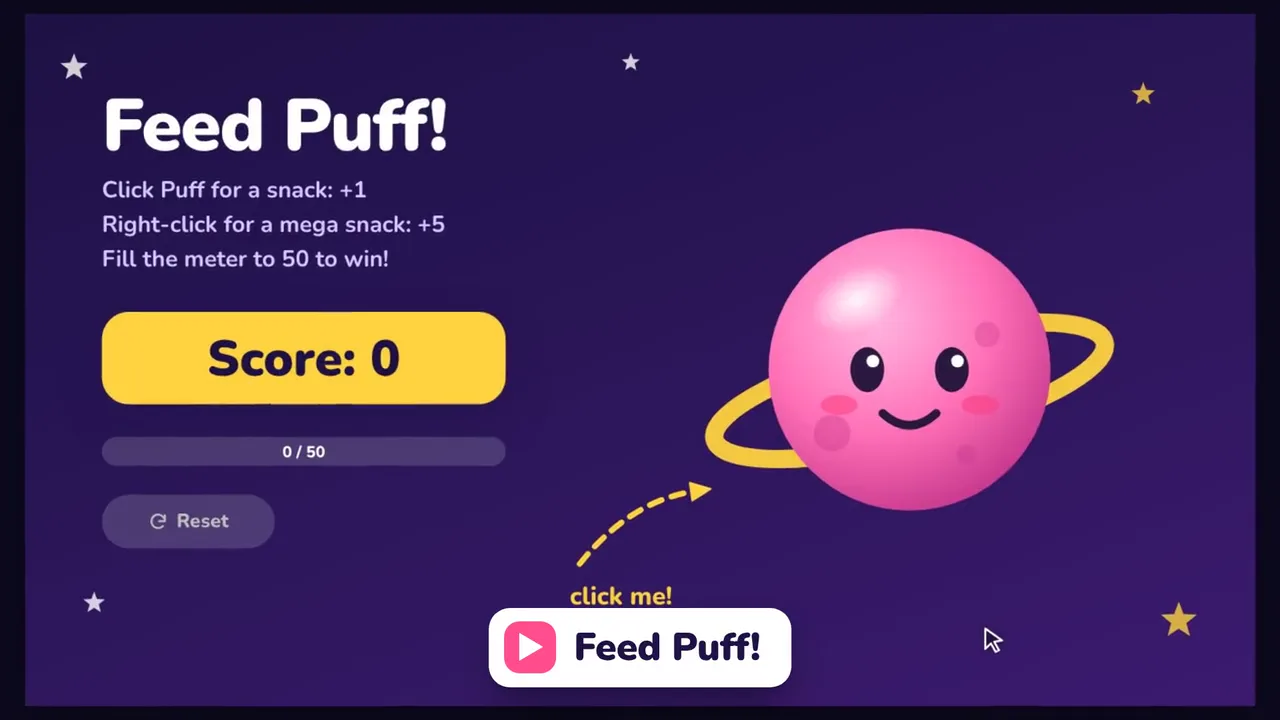 Feed Puff!
Click Puff for a snack: +1
Right-click for a mega snack: +5
Fill the meter to 50 to win!
Score: 0
0 / 50
Reset
click me!
Feed Puff!